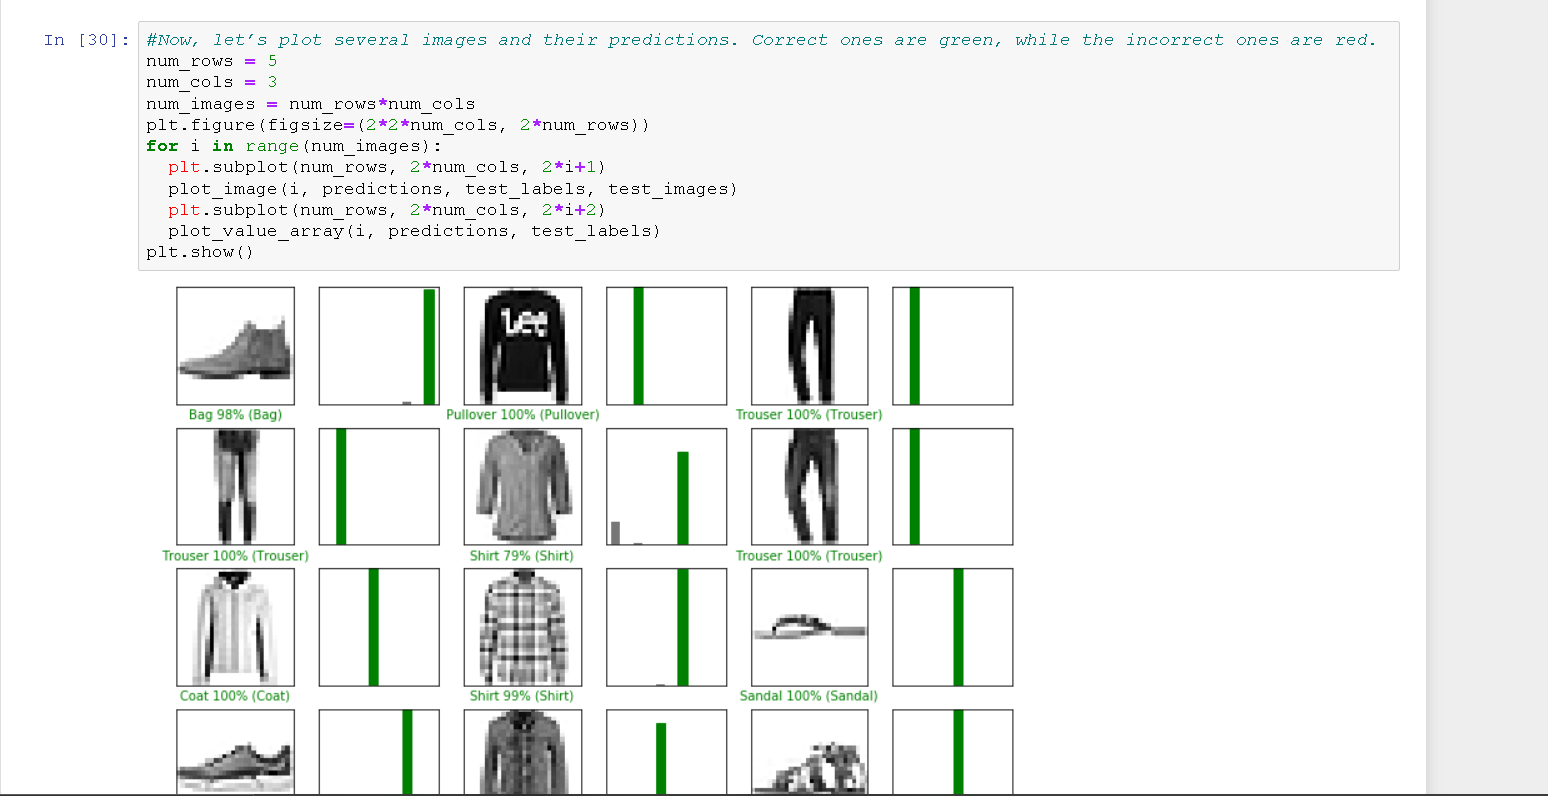 In [30]: #Now, let’s plot several images and their predictions. Correct ones are green, while the incorrect ones are red.
num_rows = 5
num_cols = 3
num_images = num_rows*num_cols
plt.figure(figsize=(2*2*num_cols, 2*num_rows))
for i in range(num_images):
  plt.subplot(num_rows, 2*num_cols, 2*i+1)
  plot_image(i, predictions, test_labels, test_images)
  plt.subplot(num_rows, 2*num_cols, 2*i+2)
  plot_value_array(i, predictions, test_labels)
plt.show()
Lee
Bag 98% (Bag) Pullover 100% (Pullover) Trouser 100% (Trouser)
Trouser 100% (Trouser) Shirt 79% (Shirt) Trouser 100% (Trouser)
Coat 100% (Coat) Shirt 99% (Shirt) Sandal 100% (Sandal)